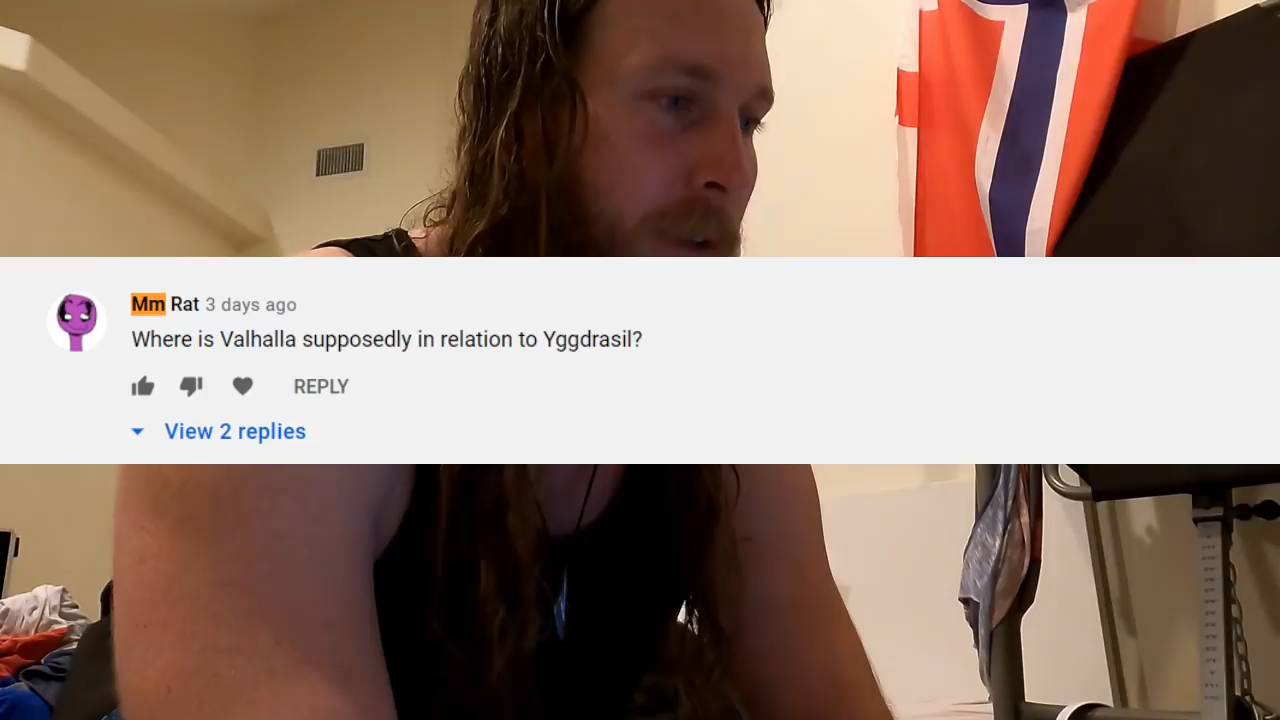 Mm Rat 3 days ago
Where is Valhalla supposedly in relation to Yggdrasil?
REPLY
View 2 replies